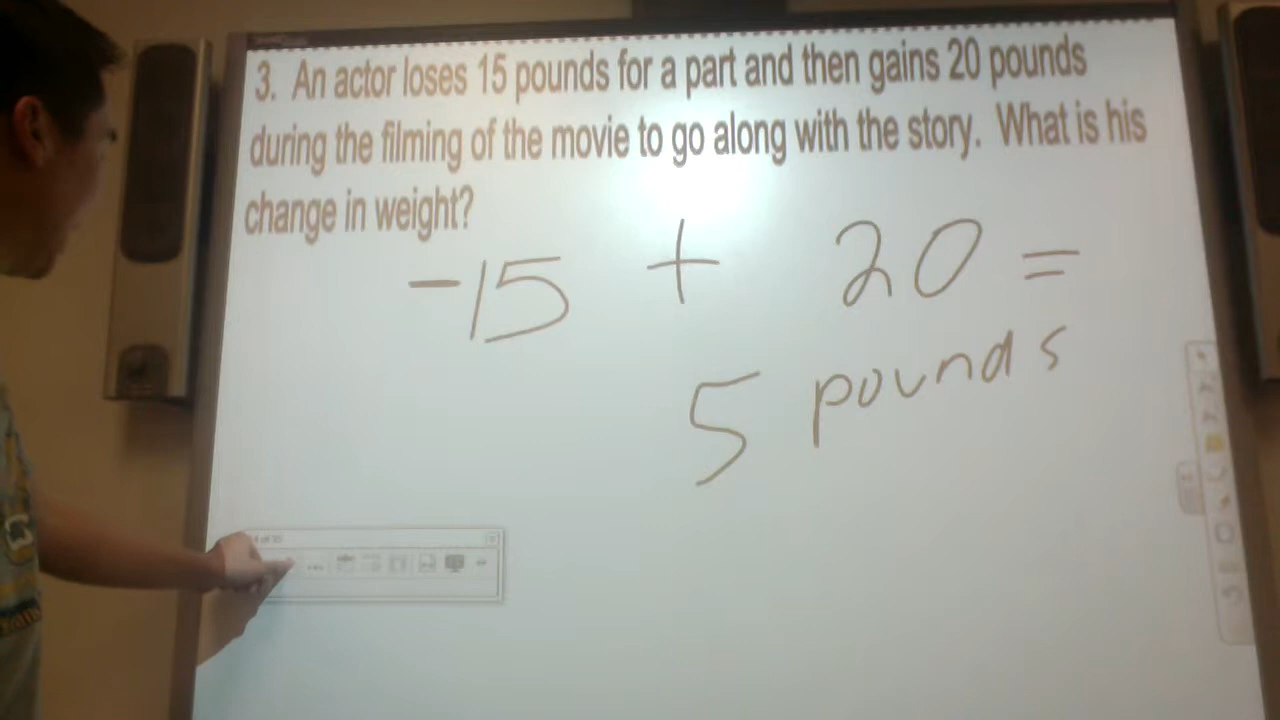 3. An actor loses 15 pounds for a part and then gains 20 pounds
during the filming of the movie to go along with the story. What is his
change in weight?
-15 + 20 =
5 pounds